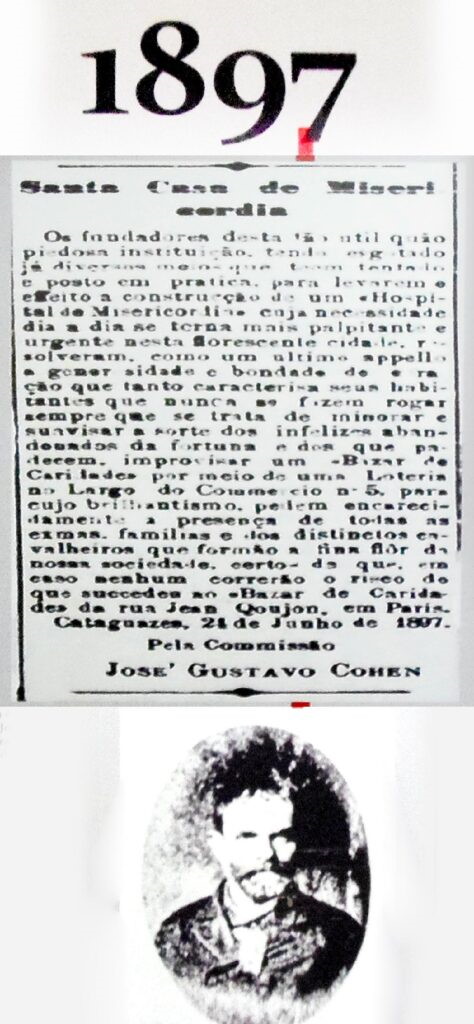 1897
Santa Casa de Miseri
cordia
Os fundadores desta tão util quão
piedosa instituição, tendo esgotado
já diversos meios que teem tentado
e posto em pratica, para levarem o
effeito a construcção de um «Hospi-
tal de Misericordia» cuja necessidade
dia a dia se torna mais palpitante e
urgente nesta florescente cidade, re-
solveram, como um ultimo appello
a generosidade e bondade de
ção que tanto caracterisa seus habi-
tantes que nunca se fizem rogar
sempre que se trata de minorar e
suavisar a sorte dos infelizes aban-
donados da fortuna e dos que pa-
decem, improvisar um «Bazar de
Caridade» por meio de uma Loteria
no Largo do Commercio nº 5, para
cujo brilhantismo, pedem encareci-
damente a presença de todas as
exmas. familias e dos distinctos ca-
valheiros que formão a fina flôr da
nossa sociedade, certos de que, em
caso nenhum correrão o risco do
que succedeu ao «Bazar de Carida-
de» da rua Jean Qoujon, em Paris.
Cataguazes, 24 de Junho de 1897.
Pela Commissão
JOSE' GUSTAVO COHEN